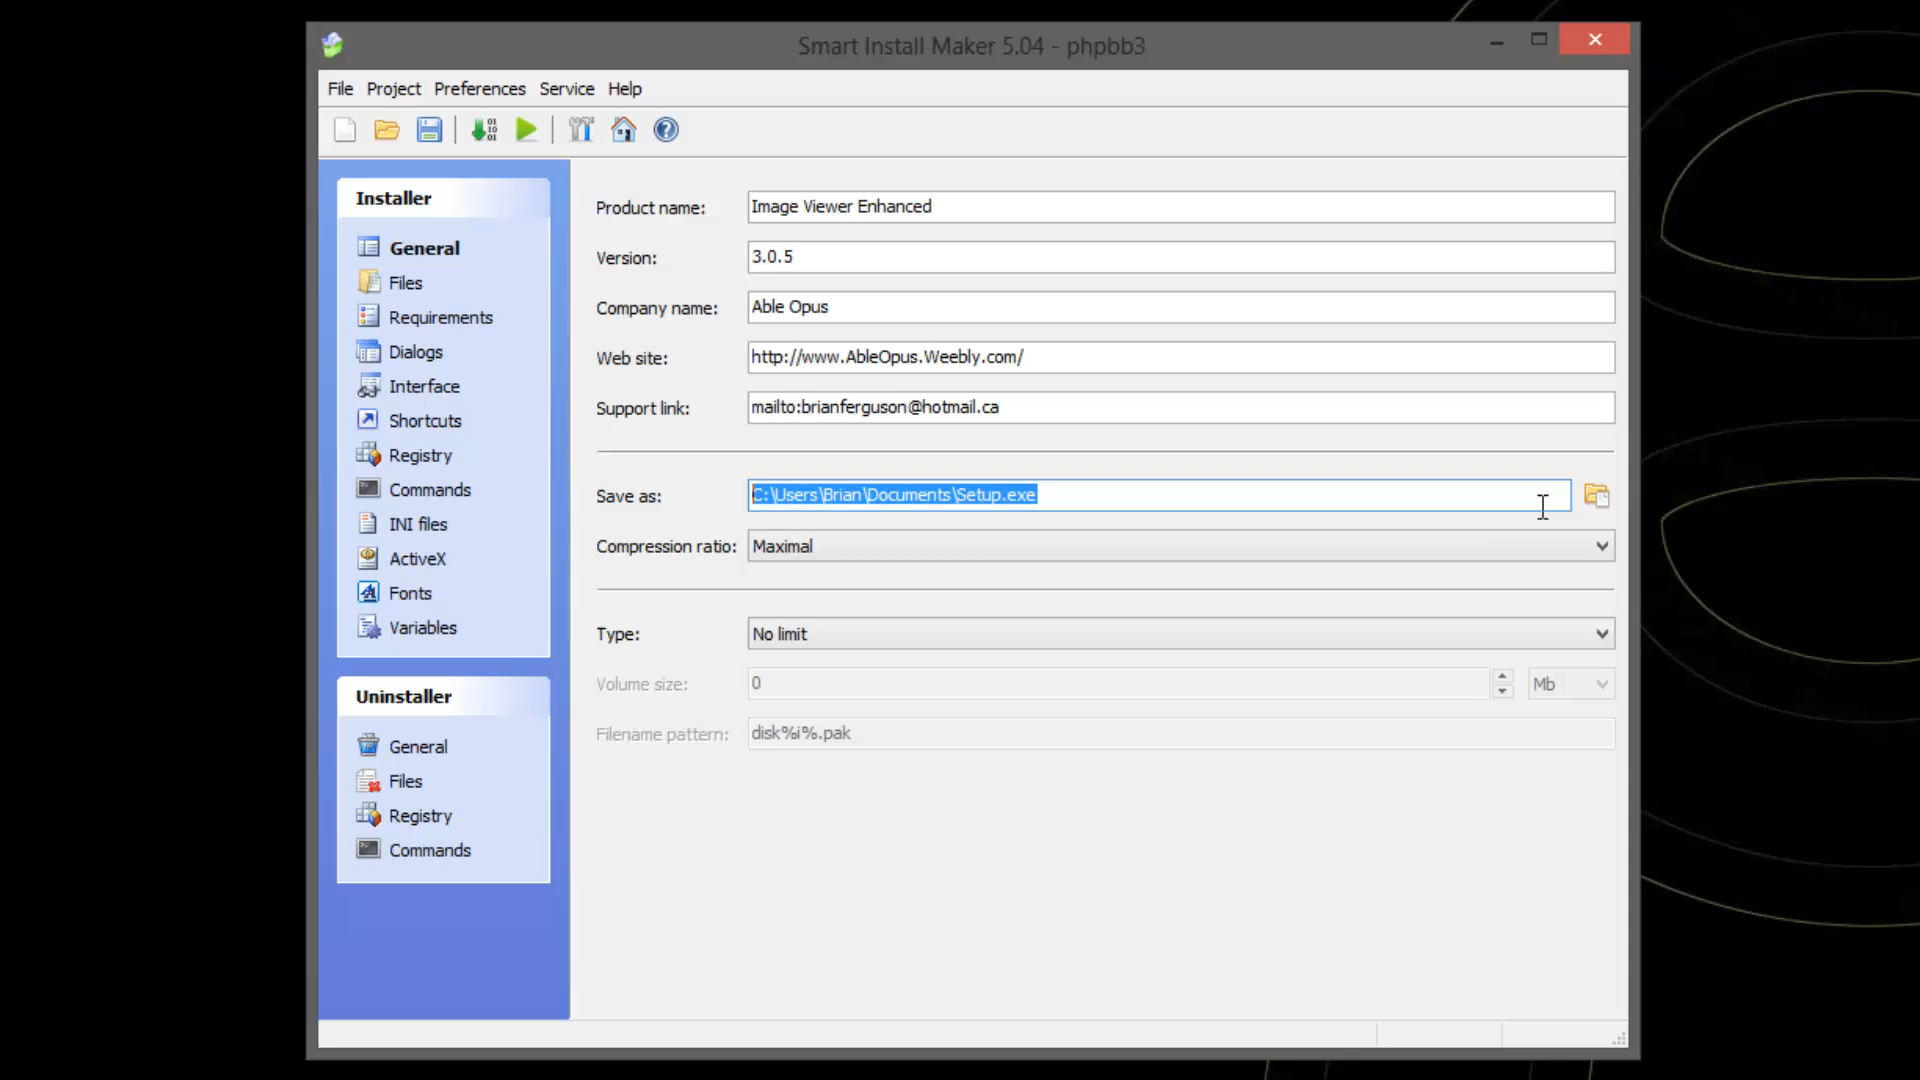 Smart Install Maker 5.04 - phpbb3
File Project Preferences Service Help
Installer
General
Files
Requirements
Dialogs
Interface
Shortcuts
Registry
Commands
INI files
ActiveX
Fonts
Variables
Uninstaller
General
Files
Registry
Commands
Product name: Image Viewer Enhanced
Version: 3.0.5
Company name: Able Opus
Web site: http://www.AbleOpus.Weebly.com/
Support link: mailto:brianferguson@hotmail.ca
Save as: C:\Users\Brian\Documents\Setup.exe
Compression ratio: Maximal
Type: No limit
Volume size: 0 Mb
Filename pattern: disk%i%.pak